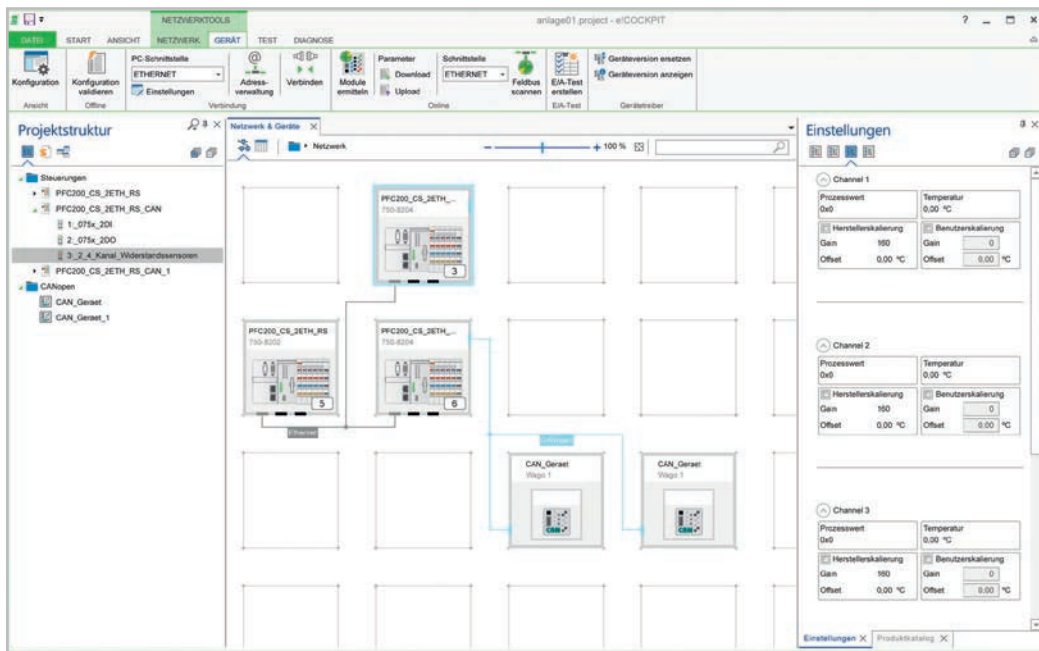 NETZWERKTOOLS
anlage01.project - e!COCKPIT
DATEI START ANSICHT NETZWERK GERÄT TEST DIAGNOSE
Konfiguration
Ansicht
Konfiguration validieren
Offline
PC-Schnittstelle
ETHERNET
Einstellungen
Adress-
verwaltung
Verbinden
Verbindung
Module
ermitteln
Parameter
Download
Upload
Schnittstelle
ETHERNET
Feldbus
scannen
Online
E/A-Test
erstellen
E/A-Test
Geräteversion ersetzen
Geräteversion anzeigen
Gerätetreiber
Projektstruktur
Steuerungen
PFC200_CS_2ETH_RS
PFC200_CS_2ETH_RS_CAN
1:_075x_2DI
2:_075x_2DO
3_2_4_Kanal_Widerstandssensoren
PFC200_CS_2ETH_RS_CAN_1
CANopen
CAN_Geraet
CAN_Geraet_1
Netzwerk & Geräte
Netzwerk
100 %
PFC200_CS_2ETH_...
750-8204
3
PFC200_CS_2ETH_RS
750-8202
5
PFC200_CS_2ETH_...
750-8204
6
Ethernet
CANopen
CAN_Geraet
Wago 1
CAN
CAN_Geraet
Wago 1
CAN
Einstellungen
Channel 1
Prozesswert
0x0
Temperatur
0,00 °C
Herstellerskalierung
Gain 160
Offset 0,00 °C
Benutzerskalierung
Gain 0
Offset 0,00 °C
Channel 2
Prozesswert
0x0
Temperatur
0,00 °C
Herstellerskalierung
Gain 160
Offset 0,00 °C
Benutzerskalierung
Gain 0
Offset 0,00 °C
Channel 3
Prozesswert
0x0
Temperatur
0,00 °C
Herstellerskalierung
Gain 160
Offset 0,00 °C
Benutzerskalierung
Gain 0
Offset 0,00 °C
Einstellungen
Produktkatalog